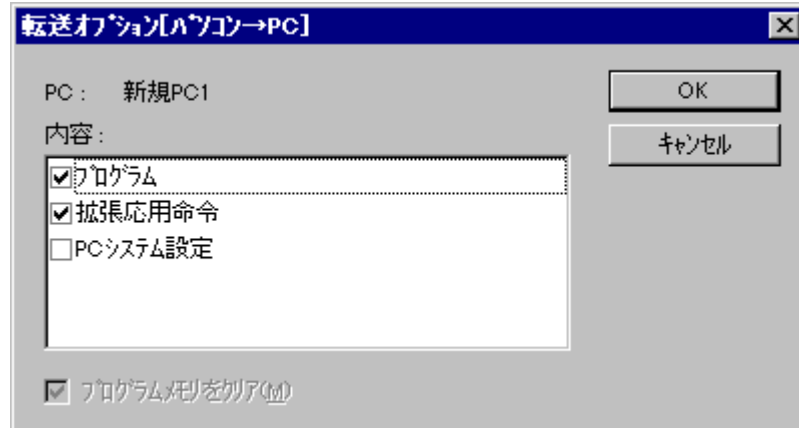 転送ｵﾌﾟｼｮﾝ[ﾊﾟｿｺﾝ→PC]
PC : 新規PC1
OK
内容 :
ｷｬﾝｾﾙ
ﾌﾟﾛｸﾞﾗﾑ
拡張応用命令
PCｼｽﾃﾑ設定
ﾌﾟﾛｸﾞﾗﾑﾒﾓﾘをｸﾘｱ(M)